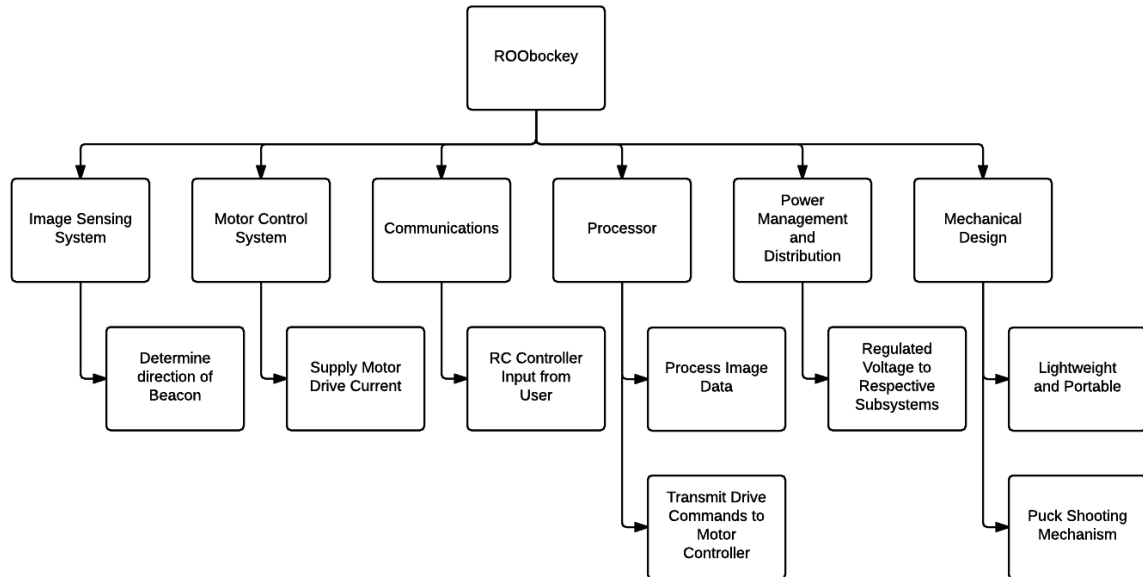 ROObockey
Image Sensing
System
Motor Control
System
Communications
Processor
Power
Management
and
Distribution
Mechanical
Design
Determine
direction of
Beacon
Supply Motor
Drive Current
RC Controller
Input from
User
Process Image
Data
Regulated
Voltage to
Respective
Subsystems
Lightweight
and Portable
Transmit Drive
Commands to
Motor
Controller
Puck Shooting
Mechanism